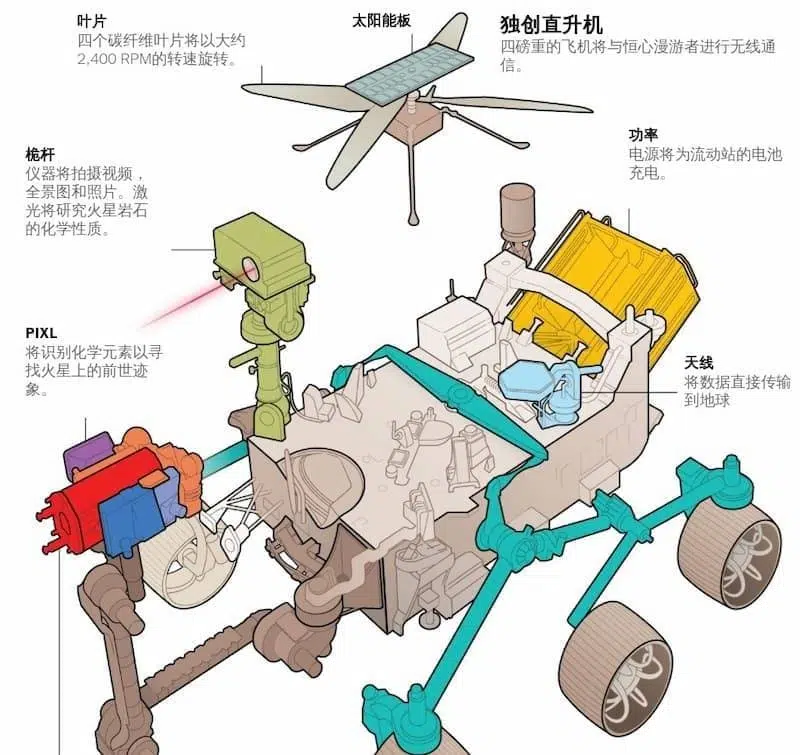 叶片
四个碳纤维叶片将以大约
2,400 RPM的转速旋转。
太阳能板
独创直升机
四磅重的飞机将与恒心漫游者进行无线通
信。
桅杆
仪器将拍摄视频，
全景图和照片。激
光将研究火星岩石
的化学性质。
功率
电源将为流动站的电池
充电。
PIXL
将识别化学元素以寻
找火星上的前世迹
象。
天线
将数据直接传输
到地球